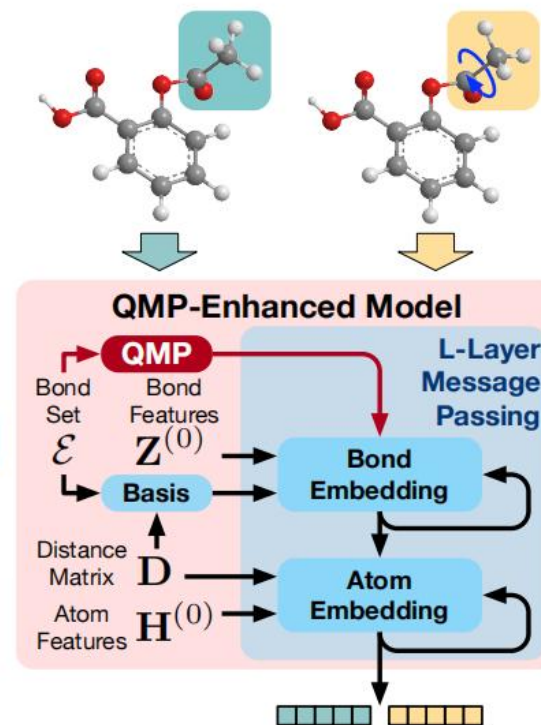 QMP-Enhanced Model
QMP
L-Layer
Message
Passing
Bond
Set
Bond
Features
ℰ
Z^{(0)}
Bond
Embedding
Basis
Distance
Matrix
D
Atom
Embedding
Atom
Features
H^{(0)}